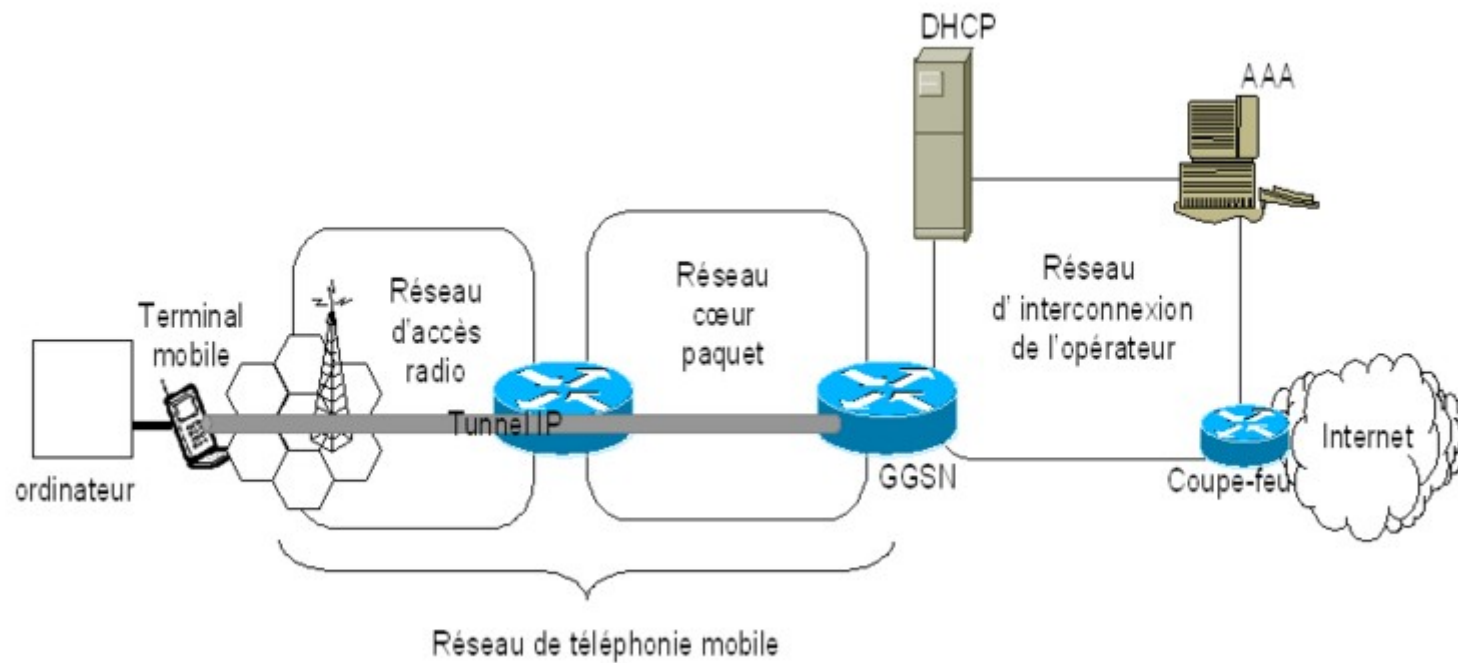 DHCP
AAA
Terminal
mobile
Réseau
d'accès
radio
Réseau
cœur
paquet
Réseau
d' interconnexion
de l'opérateur
Tunnel IP
Internet
ordinateur
GGSN
Coupe-feu
Réseau de téléphonie mobile